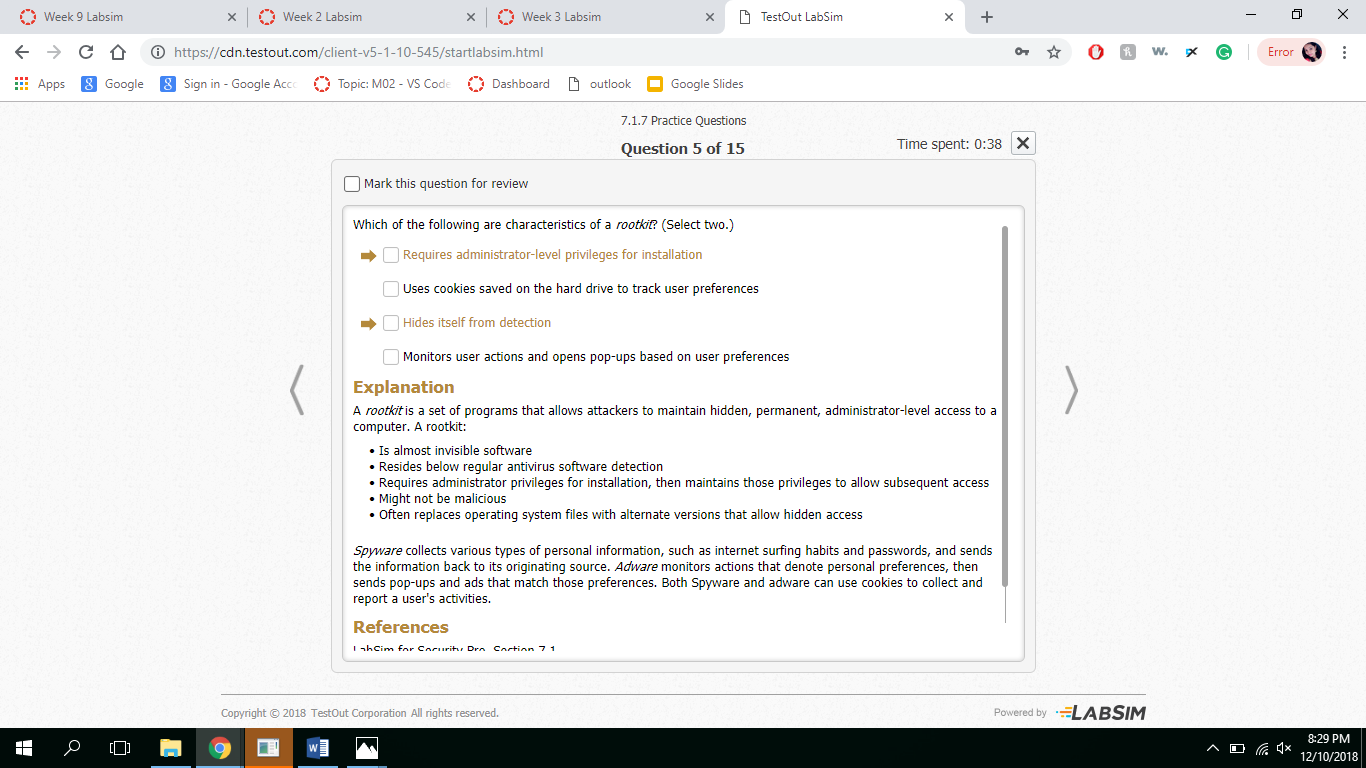 Week 9 Labsim
Week 2 Labsim
Week 3 Labsim
TestOut LabSim
https://cdn.testout.com/client-v5-1-10-545/startlabsim.html
Error
Apps
Google
Sign in - Google Acco
Topic: M02 - VS Code
Dashboard
outlook
Google Slides
7.1.7 Practice Questions
Question 5 of 15
Time spent: 0:38
Mark this question for review
Which of the following are characteristics of a rootkit? (Select two.)
Requires administrator-level privileges for installation
Uses cookies saved on the hard drive to track user preferences
Hides itself from detection
Monitors user actions and opens pop-ups based on user preferences
Explanation
A rootkit is a set of programs that allows attackers to maintain hidden, permanent, administrator-level access to a
computer. A rootkit:
• Is almost invisible software
• Resides below regular antivirus software detection
• Requires administrator privileges for installation, then maintains those privileges to allow subsequent access
• Might not be malicious
• Often replaces operating system files with alternate versions that allow hidden access
Spyware collects various types of personal information, such as internet surfing habits and passwords, and sends
the information back to its originating source. Adware monitors actions that denote personal preferences, then
sends pop-ups and ads that match those preferences. Both Spyware and adware can use cookies to collect and
report a user's activities.
References
LabSim for Security Pro, Section 7.1
Copyright © 2018 TestOut Corporation All rights reserved.
Powered by LABSIM
8:29 PM
12/10/2018